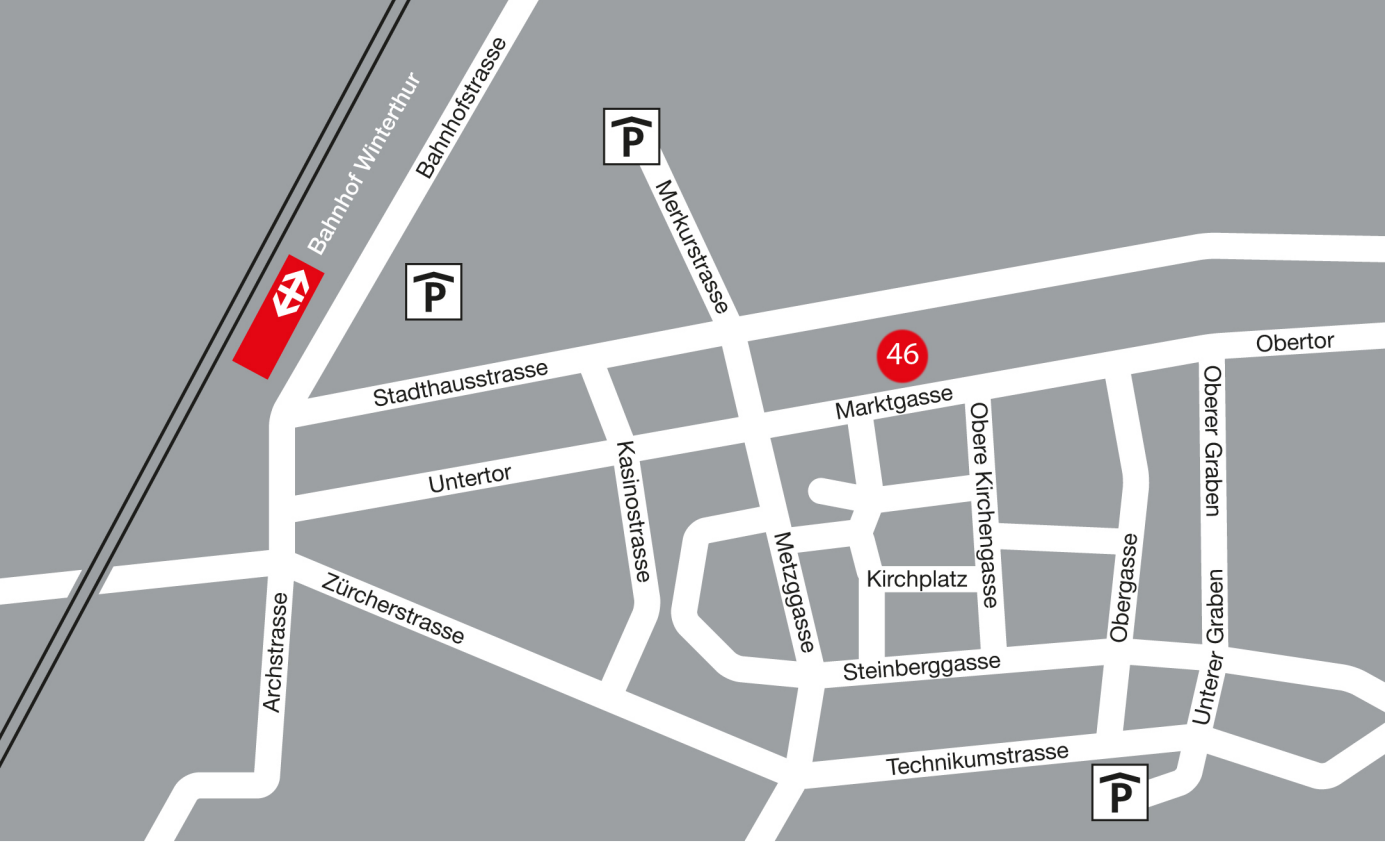 Bahnhofstrasse
Bahnhof Winterthur
P
Merkurstrasse
P
Stadthausstrasse
46
Obertor
Marktgasse
Untertor
Kasinostrasse
Obere Kirchengasse
Oberer Graben
Metzggasse
Kirchplatz
Obergasse
Zürcherstrasse
Archstrasse
Unterer Graben
Steinberggasse
Technikumstrasse
P